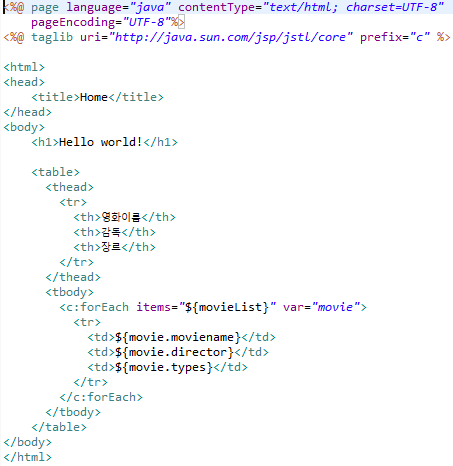 <%@ page language="java" contentType="text/html; charset=UTF-8"
    pageEncoding="UTF-8"%>
<%@ taglib uri="http://java.sun.com/jsp/jstl/core" prefix="c" %>
<html>
<head>
    <title>Home</title>
</head>
<body>
    <h1>Hello world!</h1>
    <table>
      <thead>
        <tr>
          <th>영화이름</th>
          <th>감독</th>
          <th>장르</th>
        </tr>
      </thead>
      <tbody>
        <c:forEach items="${movieList}" var="movie">
          <tr>
            <td>${movie.moviename}</td>
            <td>${movie.director}</td>
            <td>${movie.types}</td>
          </tr>
        </c:forEach>
      </tbody>
    </table>
</body>
</html>